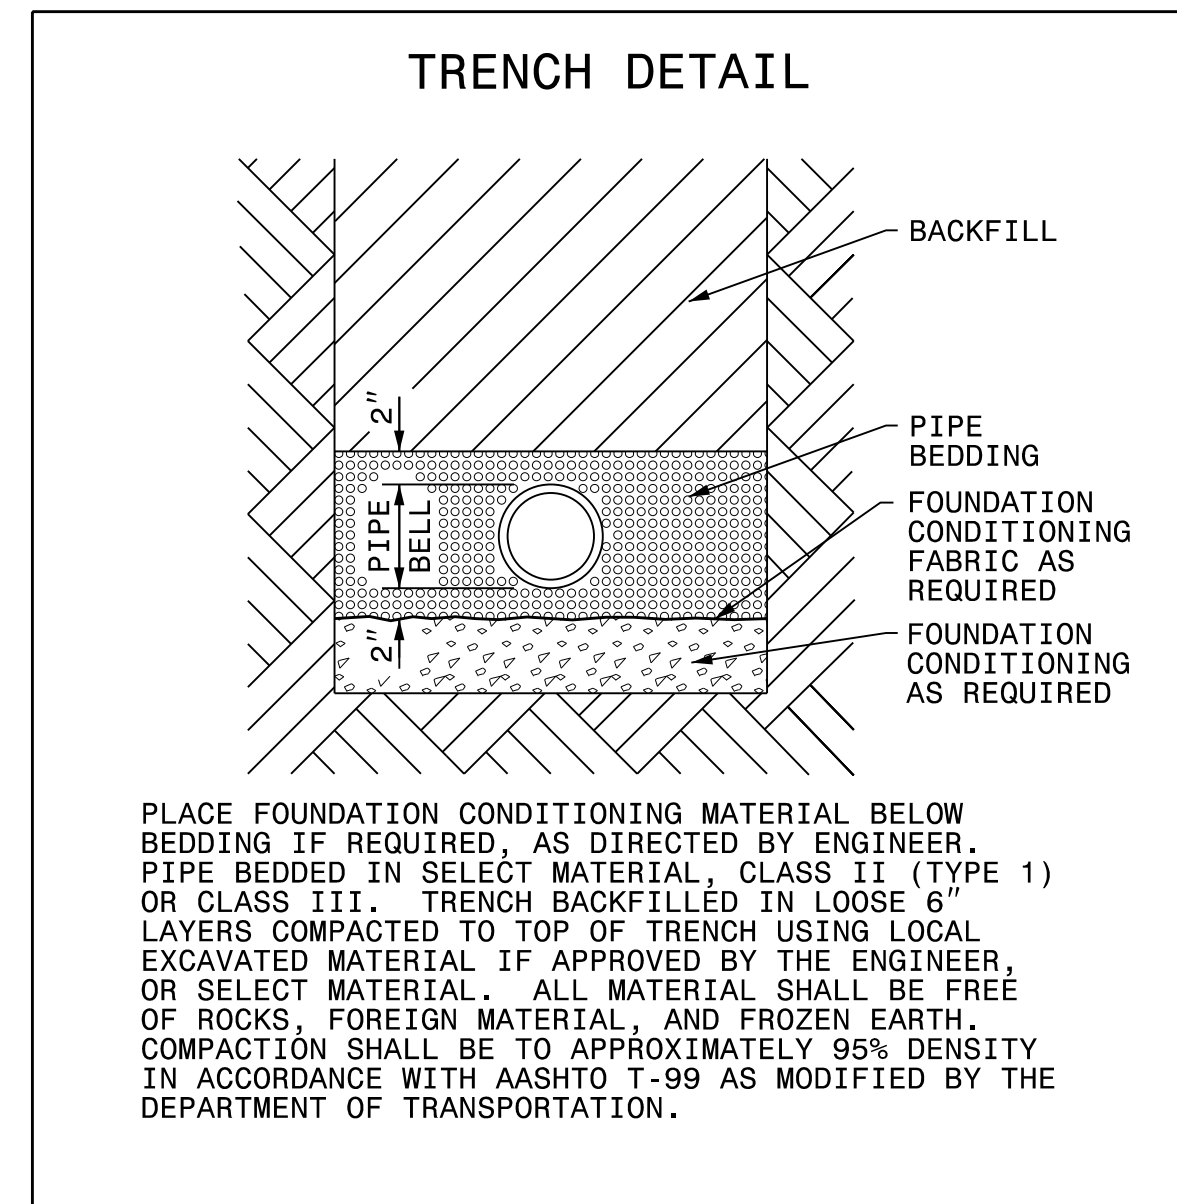 TRENCH DETAIL
BACKFILL
2"
PIPE
BEDDING
PIPE
BELL
FOUNDATION
CONDITIONING
FABRIC AS
REQUIRED
2"
FOUNDATION
CONDITIONING
AS REQUIRED
PLACE FOUNDATION CONDITIONING MATERIAL BELOW
BEDDING IF REQUIRED, AS DIRECTED BY ENGINEER.
PIPE BEDDED IN SELECT MATERIAL, CLASS II (TYPE 1)
OR CLASS III.  TRENCH BACKFILLED IN LOOSE 6"
LAYERS COMPACTED TO TOP OF TRENCH USING LOCAL
EXCAVATED MATERIAL IF APPROVED BY THE ENGINEER,
OR SELECT MATERIAL.  ALL MATERIAL SHALL BE FREE
OF ROCKS, FOREIGN MATERIAL, AND FROZEN EARTH.
COMPACTION SHALL BE TO APPROXIMATELY 95% DENSITY
IN ACCORDANCE WITH AASHTO T-99 AS MODIFIED BY THE
DEPARTMENT OF TRANSPORTATION.